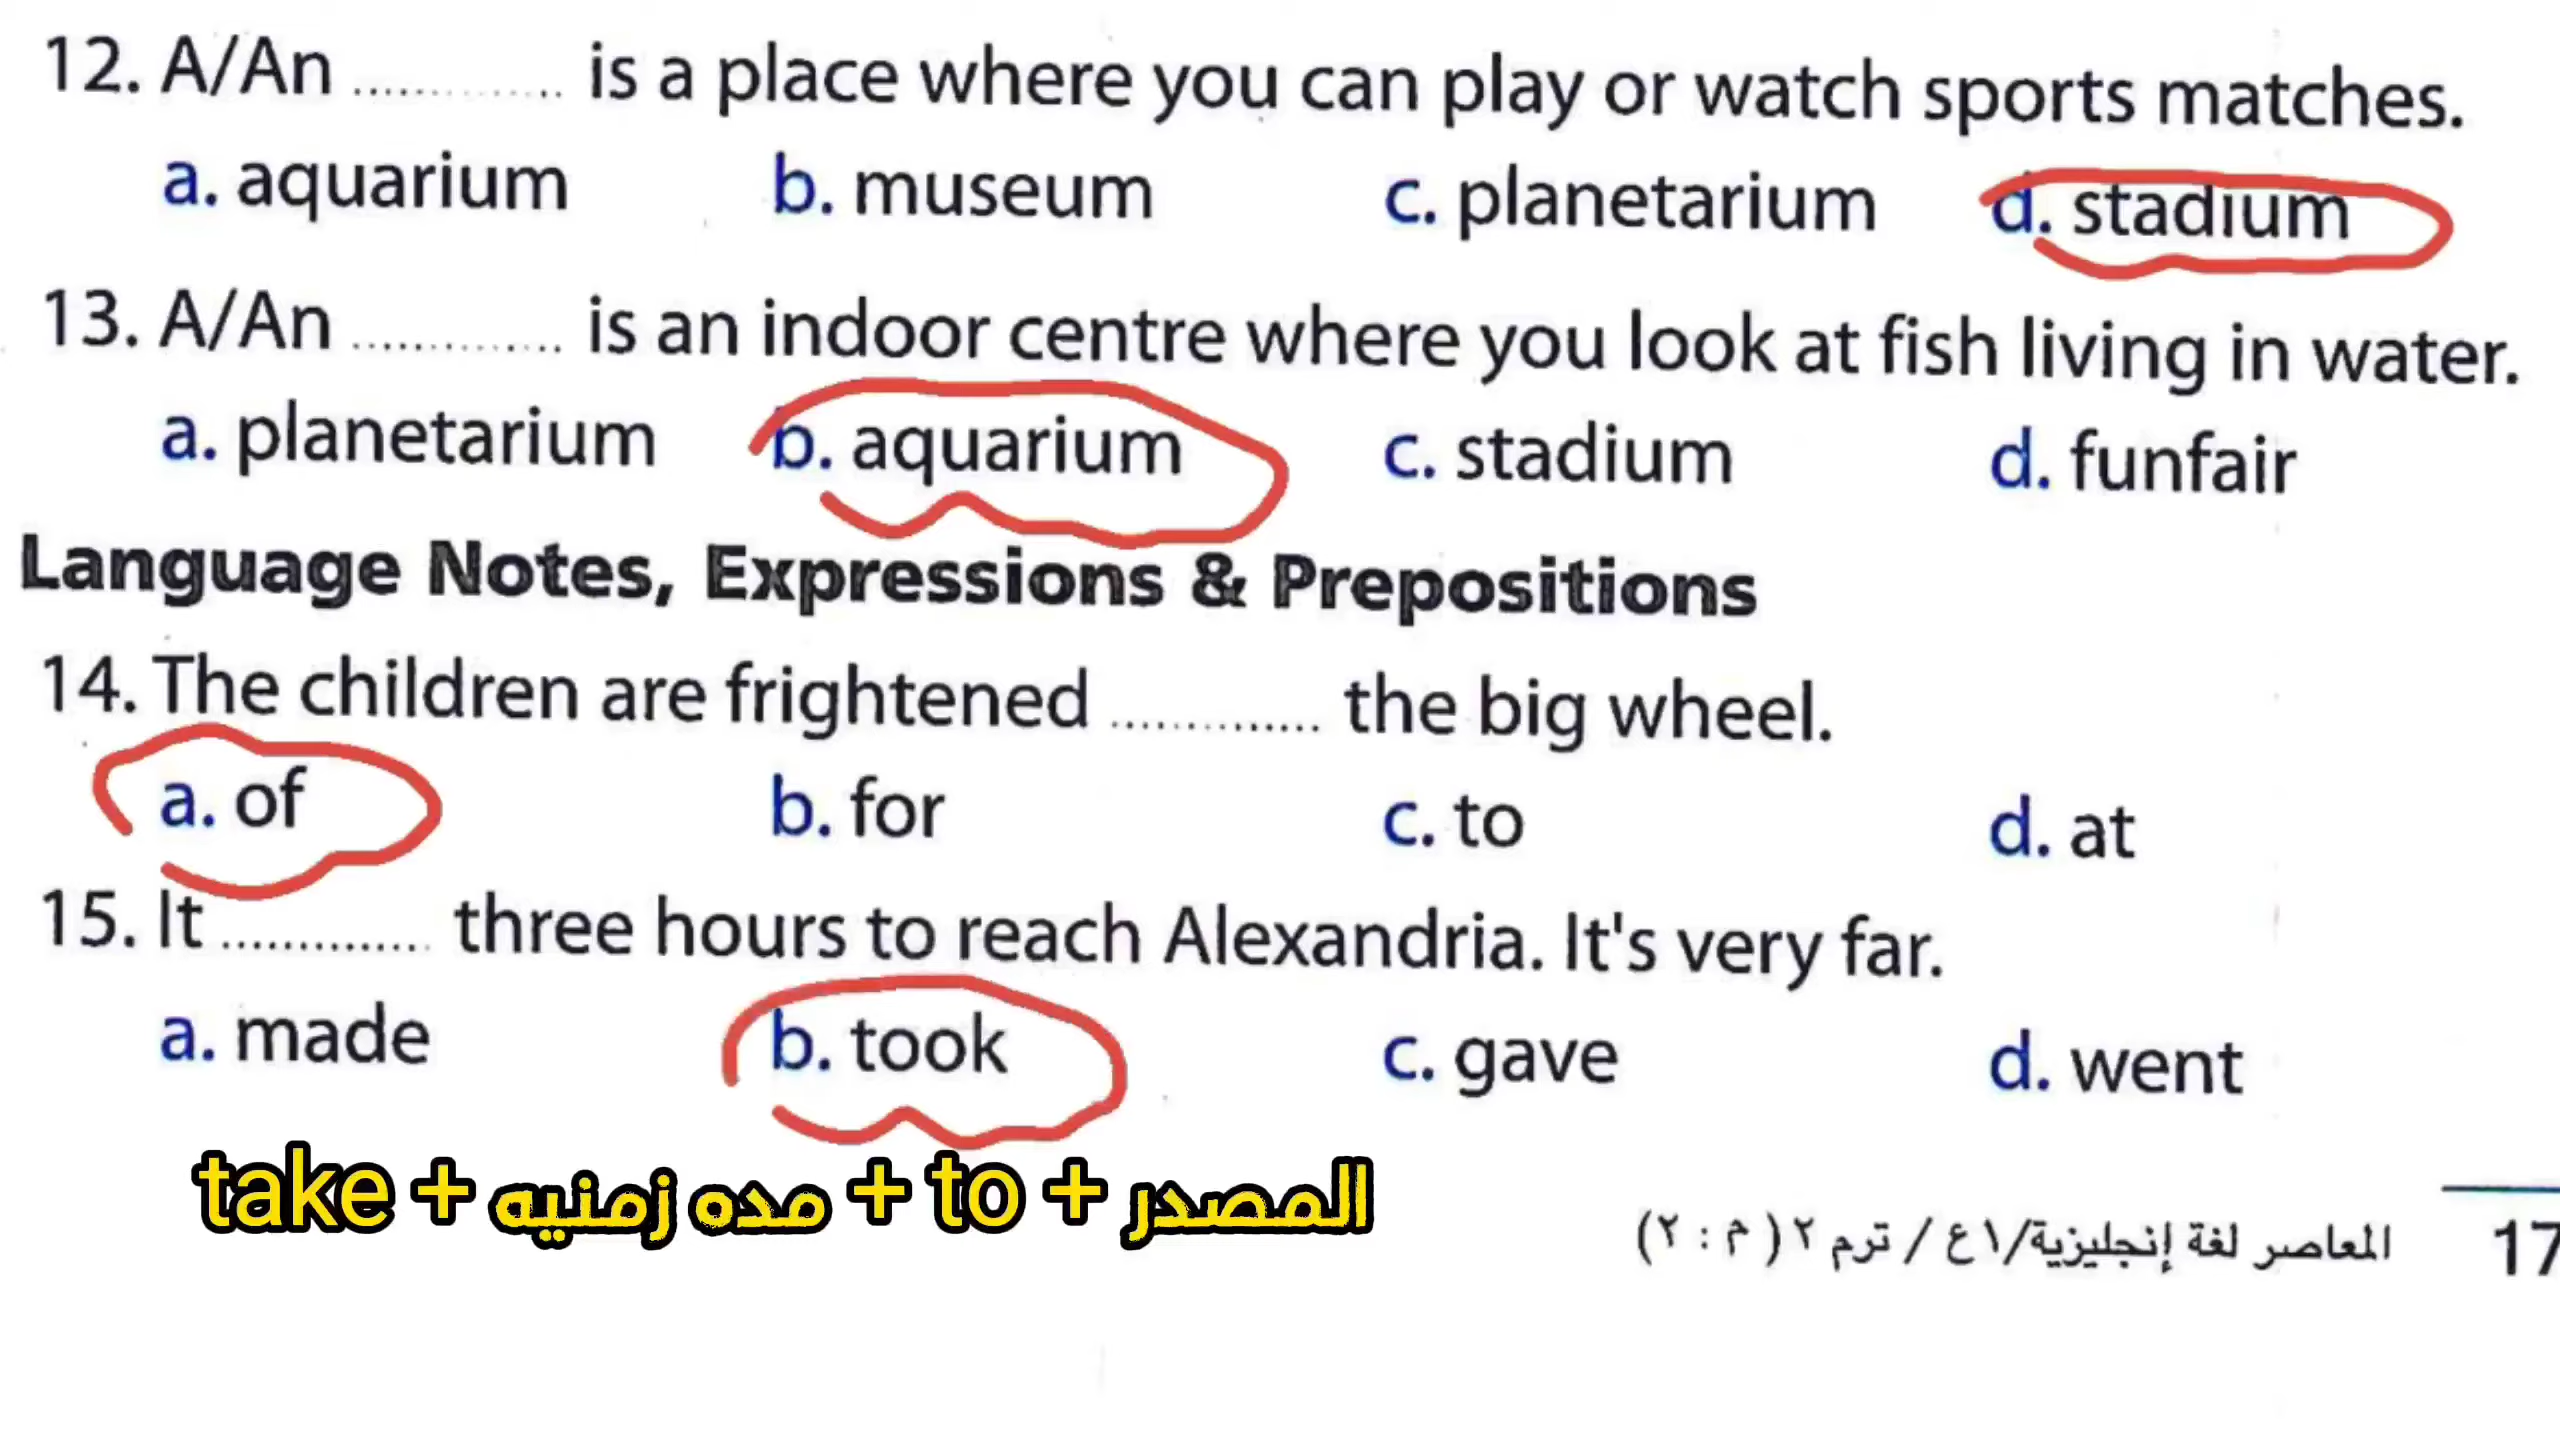 12. A/An ............. is a place where you can play or watch sports matches.
a. aquarium b. museum c. planetarium d. stadium
13. A/An ............. is an indoor centre where you look at fish living in water.
a. planetarium b. aquarium c. stadium d. funfair
Language Notes, Expressions & Prepositions
14. The children are frightened ............. the big wheel.
a. of b. for c. to d. at
15. It ............. three hours to reach Alexandria. It's very far.
a. made b. took c. gave d. went
take + مده زمنيه + to + المصدر
المعاصر لغة إنجليزية/١ع / ترم ٢ (م : ٢) 17